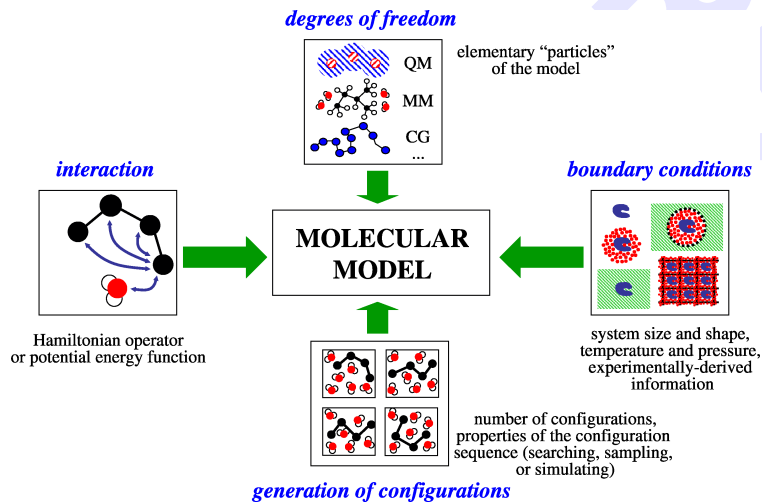 degrees of freedom
QM
MM
CG
...
elementary “particles”
of the model
interaction
Hamiltonian operator
or potential energy function
MOLECULAR
MODEL
boundary conditions
system size and shape,
temperature and pressure,
experimentally-derived
information
number of configurations,
properties of the configuration
sequence (searching, sampling,
or simulating)
generation of configurations